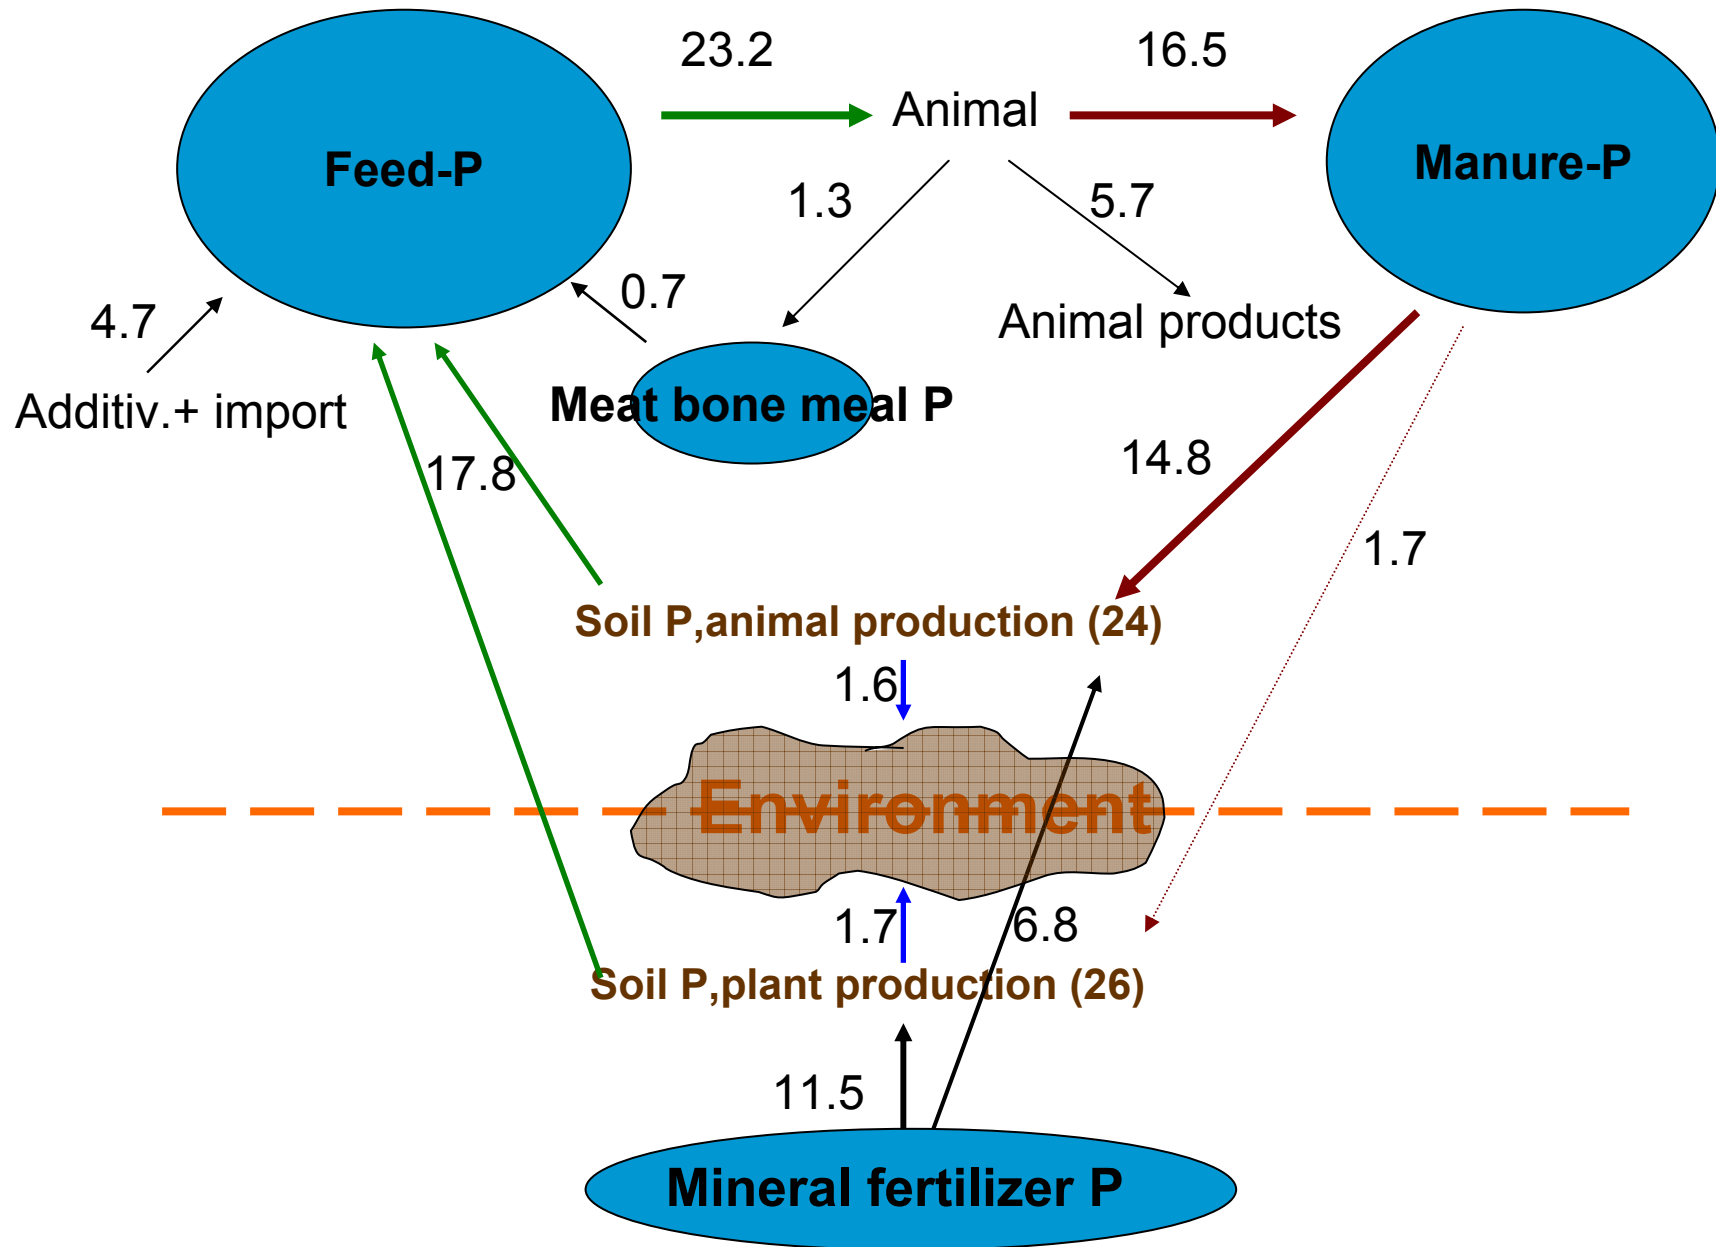 23.2
16.5
Animal
Feed-P
Manure-P
1.3
5.7
0.7
4.7
Animal products
Additiv.+ import
Meat bone meal P
17.8
14.8
1.7
Soil P,animal production (24)
1.6
Environment
1.7
6.8
Soil P,plant production (26)
11.5
Mineral fertilizer P